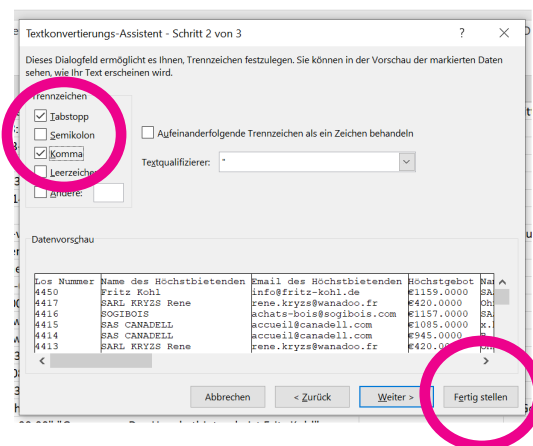 Textkonvertierungs-Assistent - Schritt 2 von 3 ? ×
Dieses Dialogfeld ermöglicht es Ihnen, Trennzeichen festzulegen. Sie können in der Vorschau der markierten Daten
sehen, wie Ihr Text erscheinen wird.
Trennzeichen
Tabstopp
Semikolon
Komma
Leerzeichen
Andere:
Aufeinanderfolgende Trennzeichen als ein Zeichen behandeln
Textqualifizierer: "
Datenvorschau
Los Nummer Name des Höchstbietenden Email des Höchstbietenden Höchstgebot
4450 Fritz Kohl info@fritz-kohl.de €1159.0000
4417 SARL KRYZS Rene rene.kryzs@wanadoo.fr €420.0000
4416 SOGIBOIS achats-bois@sogibois.com €1157.0000
4415 SAS CANADELL accueil@canadell.com €1085.0000
4414 SAS CANADELL accueil@canadell.com €945.0000
4413 SARL KRYZS Rene rene.kryzs@wanadoo.fr €420.0000
Abbrechen < Zurück Weiter > Fertig stellen